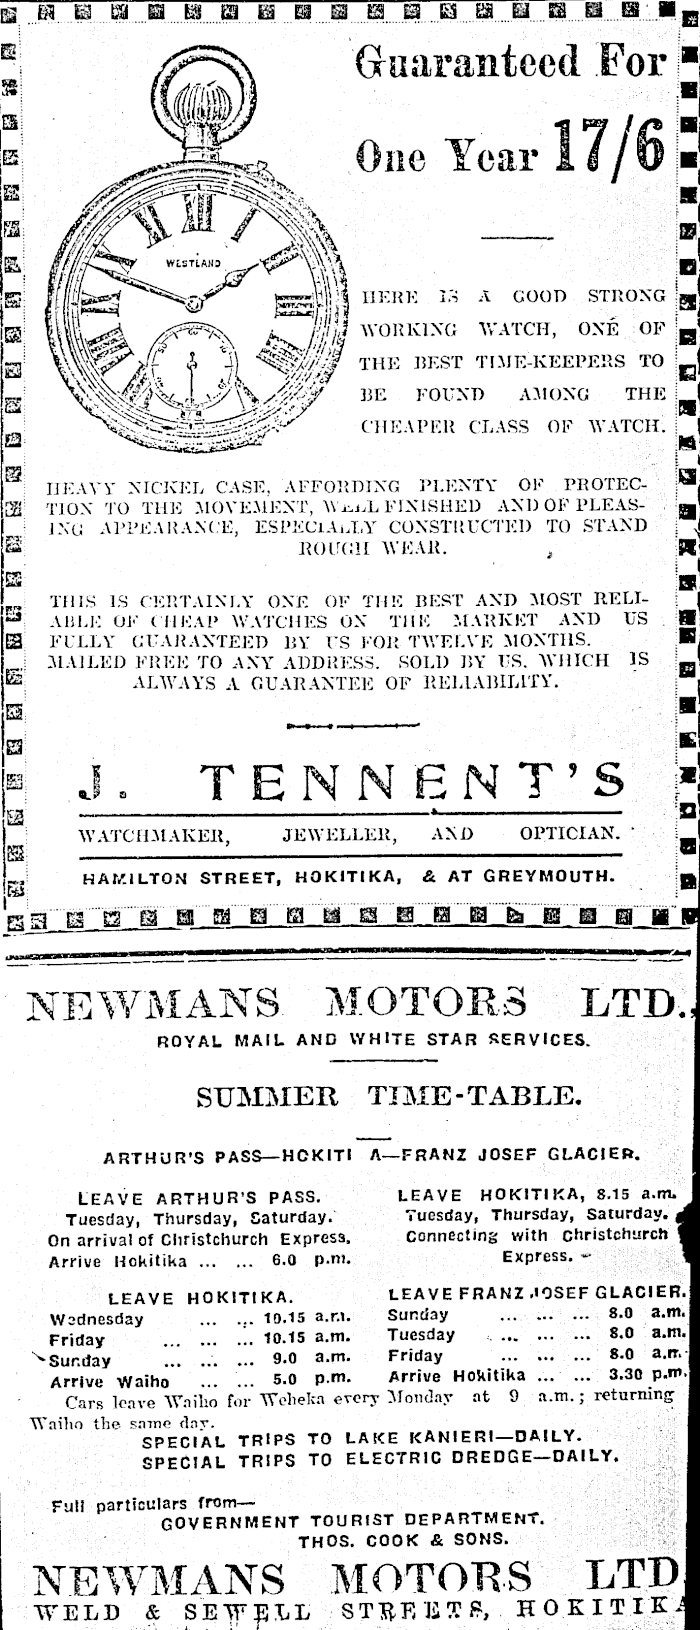 Guaranteed For
One Year 17/6
WESTLAND
HERE IS A GOOD STRONG
WORKING WATCH, ONE OF
THE BEST TIME-KEEPERS TO
BE FOUND AMONG THE
CHEAPER CLASS OF WATCH.
HEAVY NICKEL CASE, AFFORDING PLENTY OF PROTEC-
TION TO THE MOVEMENT, WELL FINISHED AND OF PLEAS-
ING APPEARANCE, ESPECIALLY CONSTRUCTED TO STAND
ROUGH WEAR.
THIS IS CERTAINLY ONE OF THE BEST AND MOST RELI-
ABLE OF CHEAP WATCHES ON THE MARKET AND US
FULLY GUARANTEED BY US FOR TWELVE MONTHS.
MAILED FREE TO ANY ADDRESS. SOLD BY US. WHICH IS
ALWAYS A GUARANTEE OF RELIABILITY.
J. TENNENT'S
WATCHMAKER, JEWELLER, AND OPTICIAN.
HAMILTON STREET, HOKITIKA, & AT GREYMOUTH.
NEWMANS MOTORS LTD.,
ROYAL MAIL AND WHITE STAR SERVICES.
SUMMER TIME-TABLE.
ARTHUR'S PASS—HOKITI A—FRANZ JOSEF GLACIER.
LEAVE ARTHUR'S PASS.
Tuesday, Thursday, Saturday.
On arrival of Christchurch Express.
Arrive Hokitika ... ... 6.0 p.m.
LEAVE HOKITIKA, 8.15 a.m.
Tuesday, Thursday, Saturday.
Connecting with Christchurch
Express.
LEAVE HOKITIKA.
Wednesday ... ... 10.15 a.m.
Friday ... ... ... 10.15 a.m.
Sunday ... ... ... 9.0 a.m.
Arrive Waiho ... ... 5.0 p.m.
LEAVE FRANZ JOSEF GLACIER.
Sunday ... ... ... 8.0 a.m.
Tuesday ... ... ... 8.0 a.m.
Friday ... ... ... 8.0 a.m.
Arrive Hokitika ... ... 3.30 p.m.
Cars leave Waiho for Weheka every Monday at 9 a.m.; returning
Waiho the same day.
SPECIAL TRIPS TO LAKE KANIERI—DAILY.
SPECIAL TRIPS TO ELECTRIC DREDGE—DAILY.
Full particulars from—
GOVERNMENT TOURIST DEPARTMENT.
THOS. COOK & SONS.
NEWMANS MOTORS LTD
WELD & SEWELL STREETS, HOKITIKA